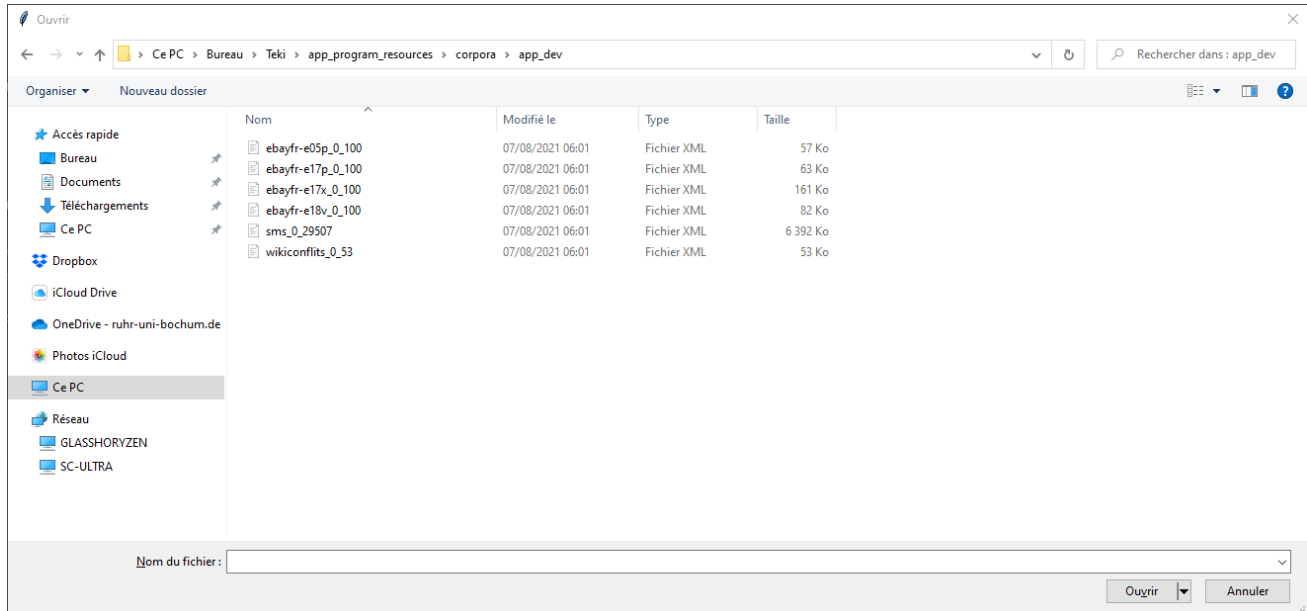 Ouvrir
Ce PC > Bureau > Teki > app_program_resources > corpora > app_dev
Rechercher dans : app_dev
Organiser Nouveau dossier
Nom Modifié le Type Taille
Accès rapide
Bureau
Documents
Téléchargements
Ce PC
Dropbox
iCloud Drive
OneDrive - ruhr-uni-bochum.de
Photos iCloud
Ce PC
Réseau
GLASSHORYZEN
SC-ULTRA
ebayfr-e05p_0_100 07/08/2021 06:01 Fichier XML 57 Ko
ebayfr-e17p_0_100 07/08/2021 06:01 Fichier XML 63 Ko
ebayfr-e17x_0_100 07/08/2021 06:01 Fichier XML 161 Ko
ebayfr-e18v_0_100 07/08/2021 06:01 Fichier XML 82 Ko
sms_0_29507 07/08/2021 06:01 Fichier XML 6 392 Ko
wikiconflits_0_53 07/08/2021 06:01 Fichier XML 53 Ko
Nom du fichier :
Ouvrir Annuler